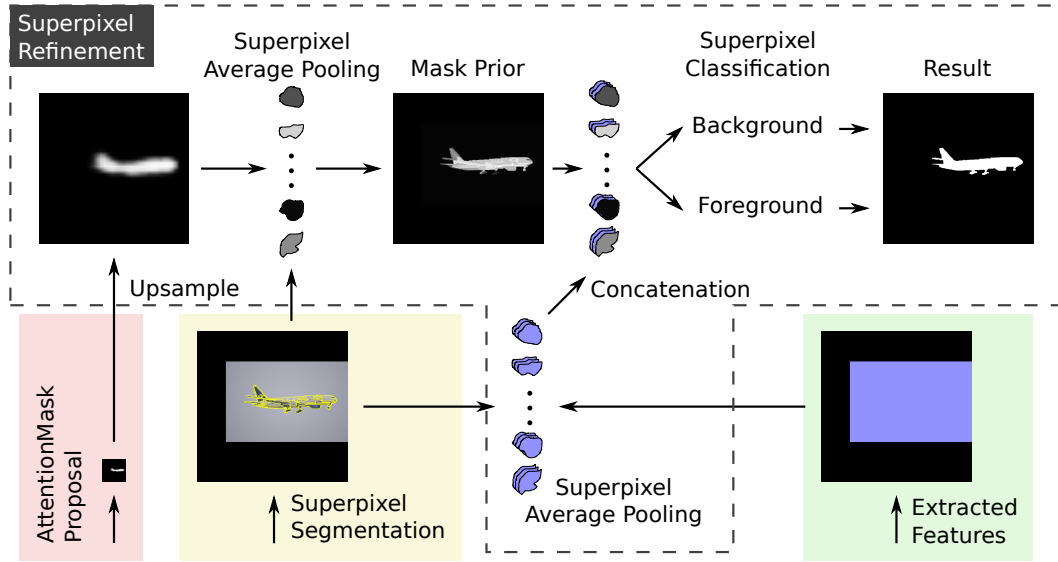 Superpixel
Refinement
Superpixel
Average Pooling
Mask Prior
Superpixel
Classification
Result
Background
Foreground
Upsample
Concatenation
AttentionMask
Proposal
Superpixel
Segmentation
Superpixel
Average Pooling
Extracted
Features